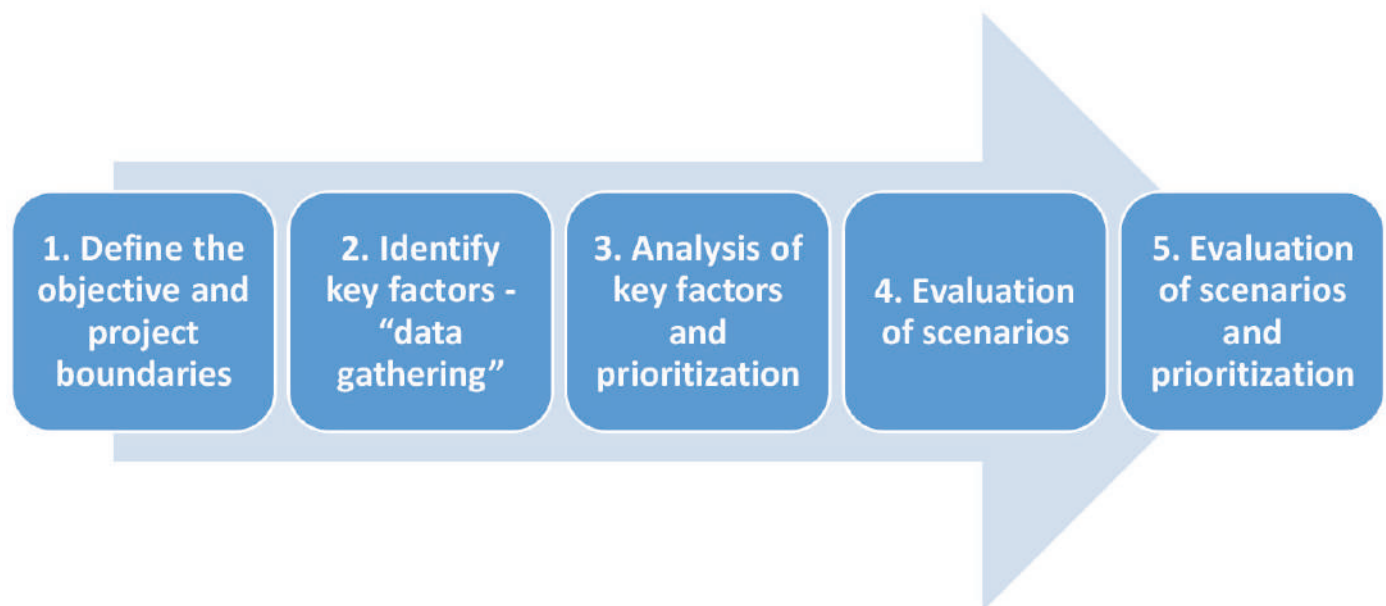 1. Define the
objective and
project
boundaries
2. Identify
key factors -
“data
gathering”
3. Analysis of
key factors
and
prioritization
4. Evaluation
of scenarios
5. Evaluation
of scenarios
and
prioritization